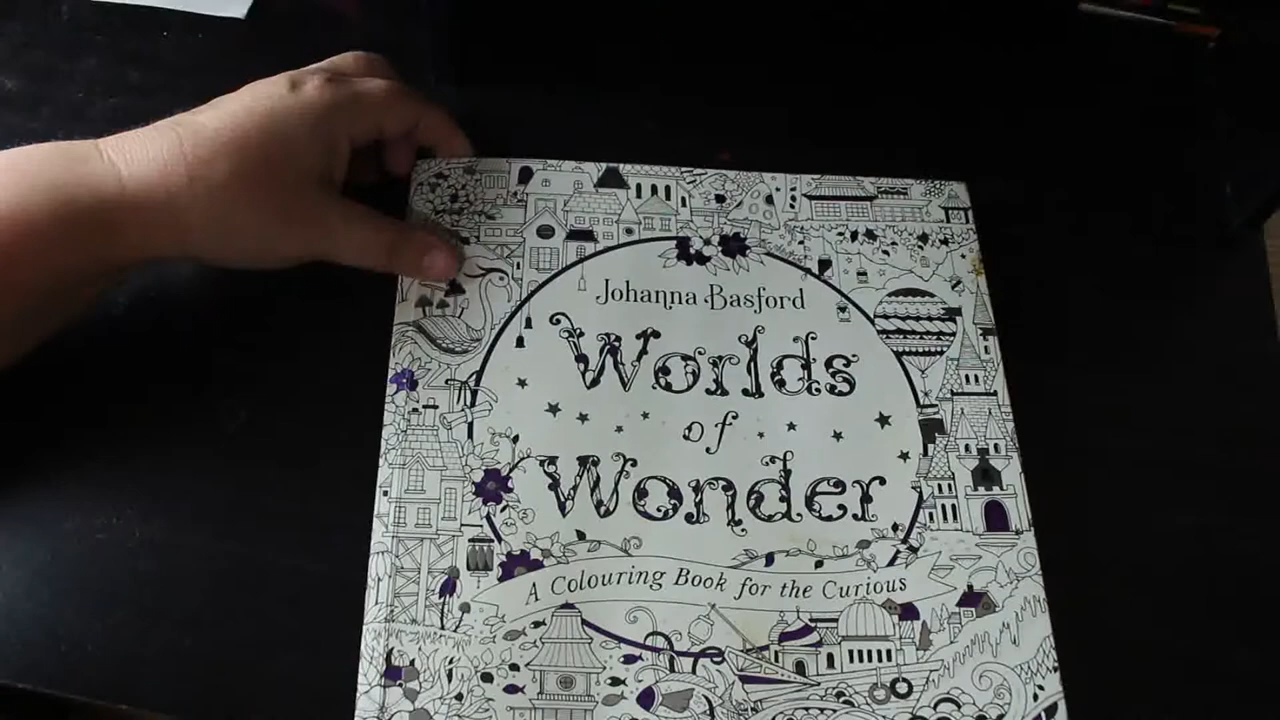 Johanna Basford
Worlds
of
Wonder
A Colouring Book for the Curious